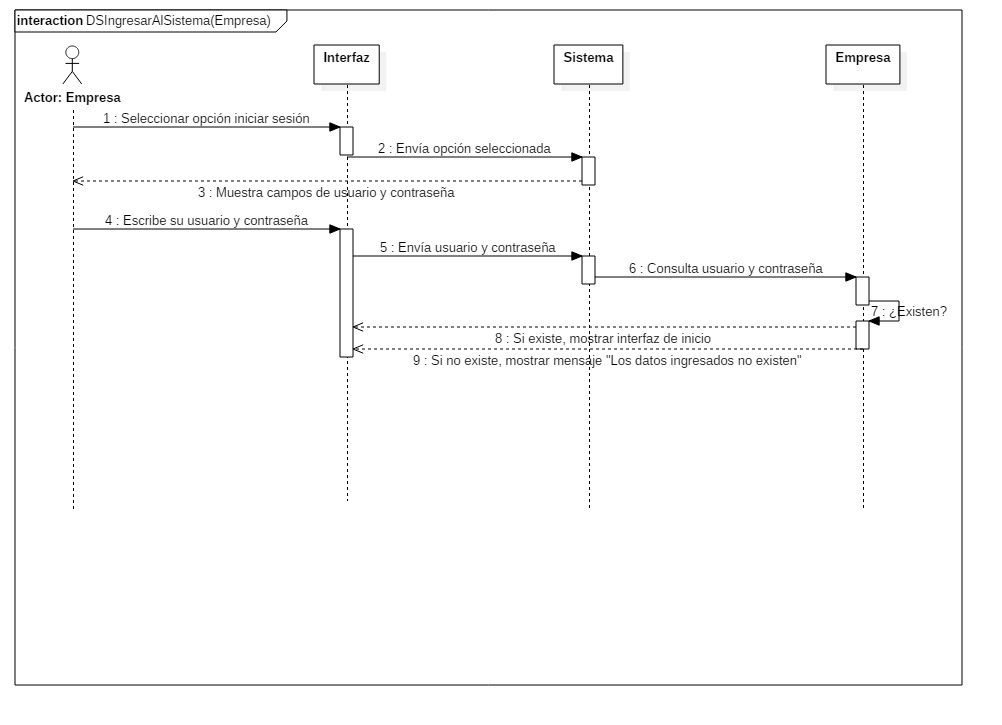 interaction DSIngresarAlSistema(Empresa)
Interfaz
Sistema
Empresa
Actor: Empresa
1 : Seleccionar opción iniciar sesión
2 : Envía opción seleccionada
3 : Muestra campos de usuario y contraseña
4 : Escribe su usuario y contraseña
5 : Envía usuario y contraseña
6 : Consulta usuario y contraseña
7 : ¿Existen?
8 : Si existe, mostrar interfaz de inicio
9 : Si no existe, mostrar mensaje "Los datos ingresados no existen"